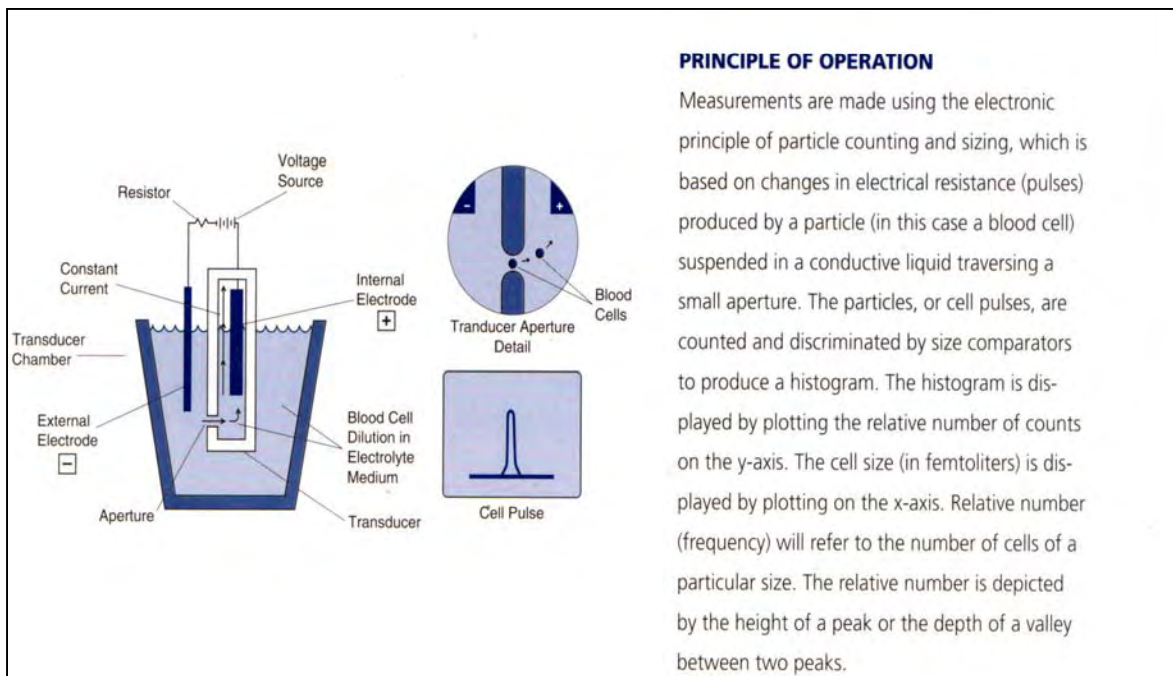 Voltage
Source
Resistor
Constant
Current
Internal
Electrode
+
Transducer
Chamber
External
Electrode
−
Blood Cell
Dilution in
Electrolyte
Medium
Aperture
Transducer
−
+
Blood
Cells
Tranducer Aperture
Detail
Cell Pulse
PRINCIPLE OF OPERATION
Measurements are made using the electronic
principle of particle counting and sizing, which is
based on changes in electrical resistance (pulses)
produced by a particle (in this case a blood cell)
suspended in a conductive liquid traversing a
small aperture. The particles, or cell pulses, are
counted and discriminated by size comparators
to produce a histogram. The histogram is dis-
played by plotting the relative number of counts
on the y-axis. The cell size (in femtoliters) is dis-
played by plotting on the x-axis. Relative number
(frequency) will refer to the number of cells of a
particular size. The relative number is depicted
by the height of a peak or the depth of a valley
between two peaks.